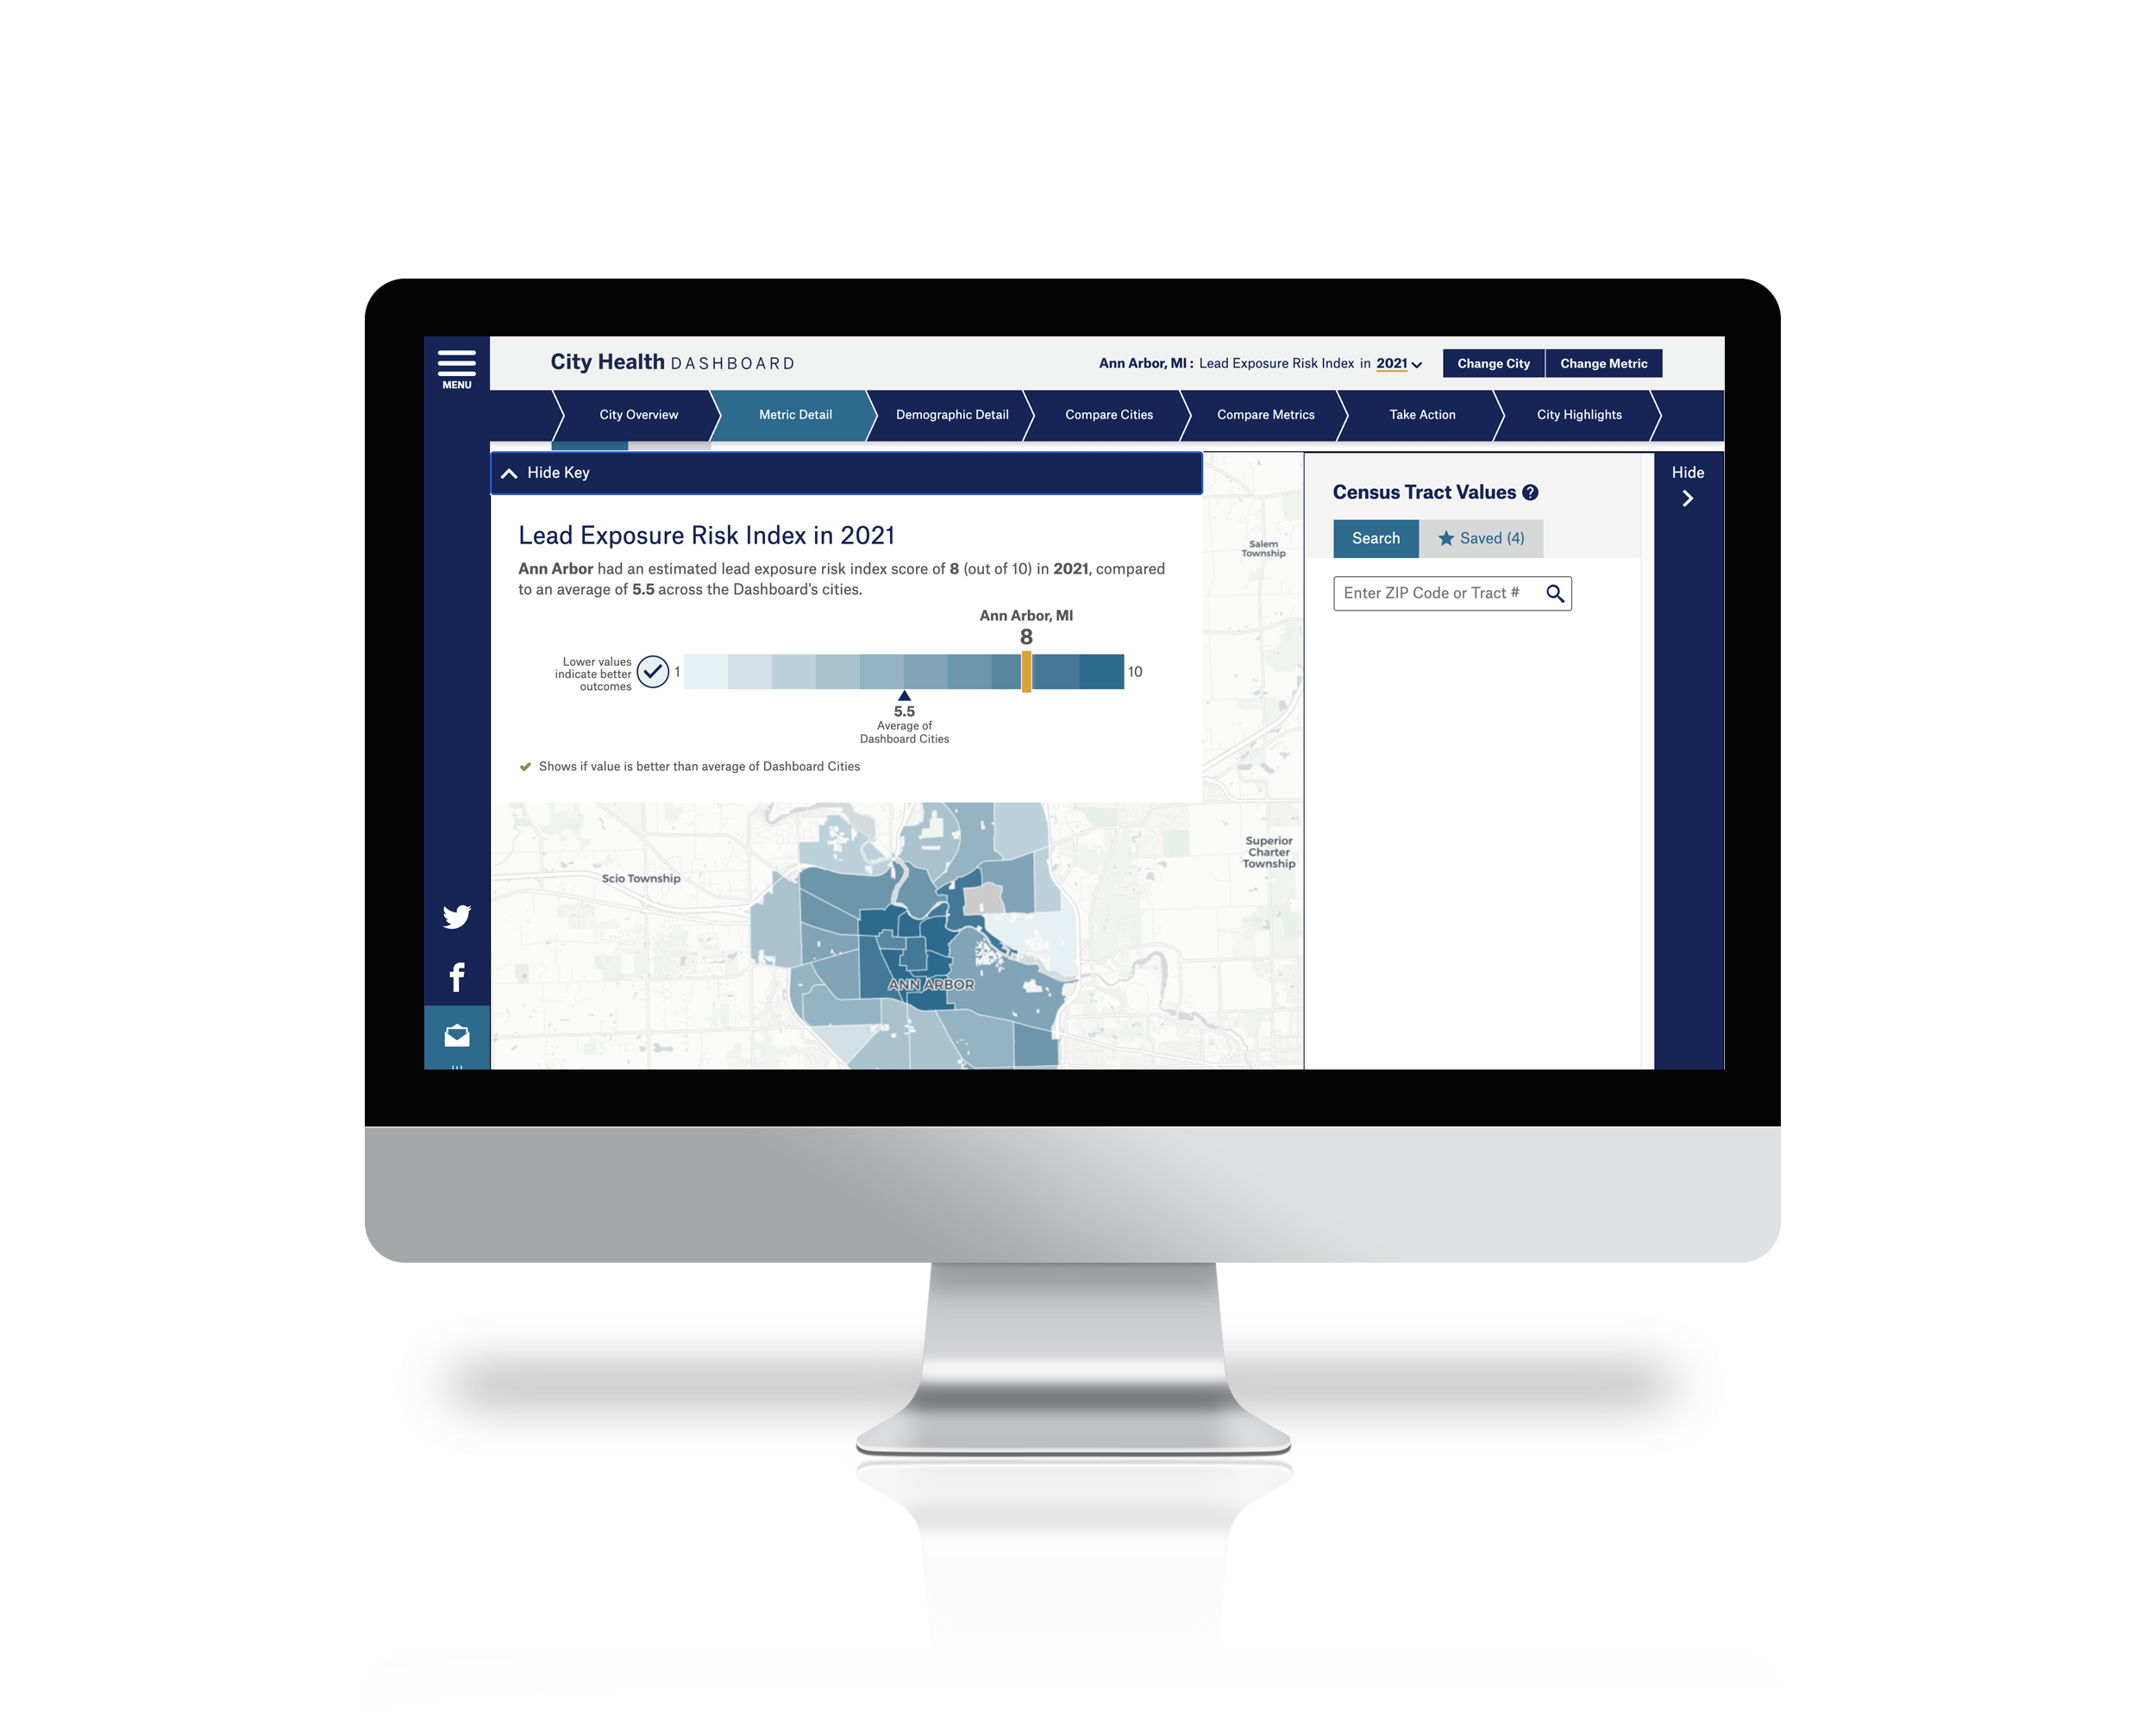 MENU
City Health DASHBOARD
Ann Arbor, MI : Lead Exposure Risk Index in 2021
Change City
Change Metric
City Overview
Metric Detail
Demographic Detail
Compare Cities
Compare Metrics
Take Action
City Highlights
Hide Key
Lead Exposure Risk Index in 2021
Ann Arbor had an estimated lead exposure risk index score of 8 (out of 10) in 2021, compared
to an average of 5.5 across the Dashboard's cities.
Ann Arbor, MI
8
Lower values
indicate better
outcomes
1
10
5.5
Average of
Dashboard Cities
Shows if value is better than average of Dashboard Cities
Salem
Township
Superior
Charter
Township
Scio Township
ANN ARBOR
Census Tract Values ?
Search
Saved (4)
Enter ZIP Code or Tract #
Hide